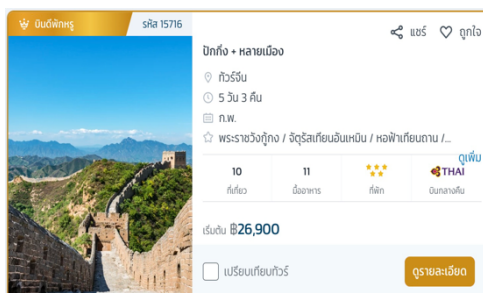 บินดีพักหรู
รหัส 15716
แชร์
ถูกใจ
ปักกิ่ง + หลายเมือง
ทัวร์จีน
5 วัน 3 คืน
ก.พ.
พระราชวังกู้กง / จัตุรัสเทียนอันเหมิน / หอฟ้าเทียนถาน /...
ดูเพิ่ม
10
11
THAI
ที่เที่ยว
มื้ออาหาร
ที่พัก
บินกลางคืน
เริ่มต้น ฿26,900
เปรียบเทียบทัวร์
ดูรายละเอียด